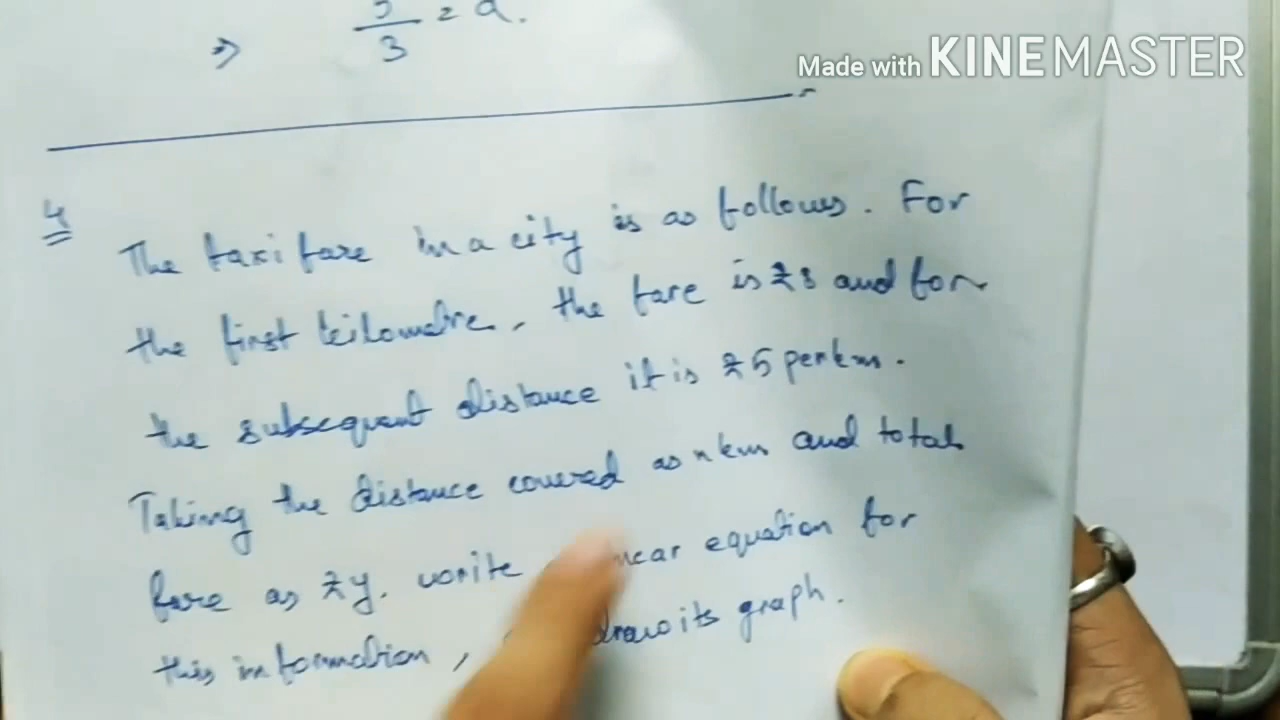 Made with KINEMASTER
⇒ 5/3 = a.
4
The taxi fare in a city is as follows. For
the first kilometre, the fare is ₹8 and for
the subsequent distance it is ₹5 per km.
Taking the distance covered as x km and total
fare as ₹y. write linear equation for
this information, draw its graph.